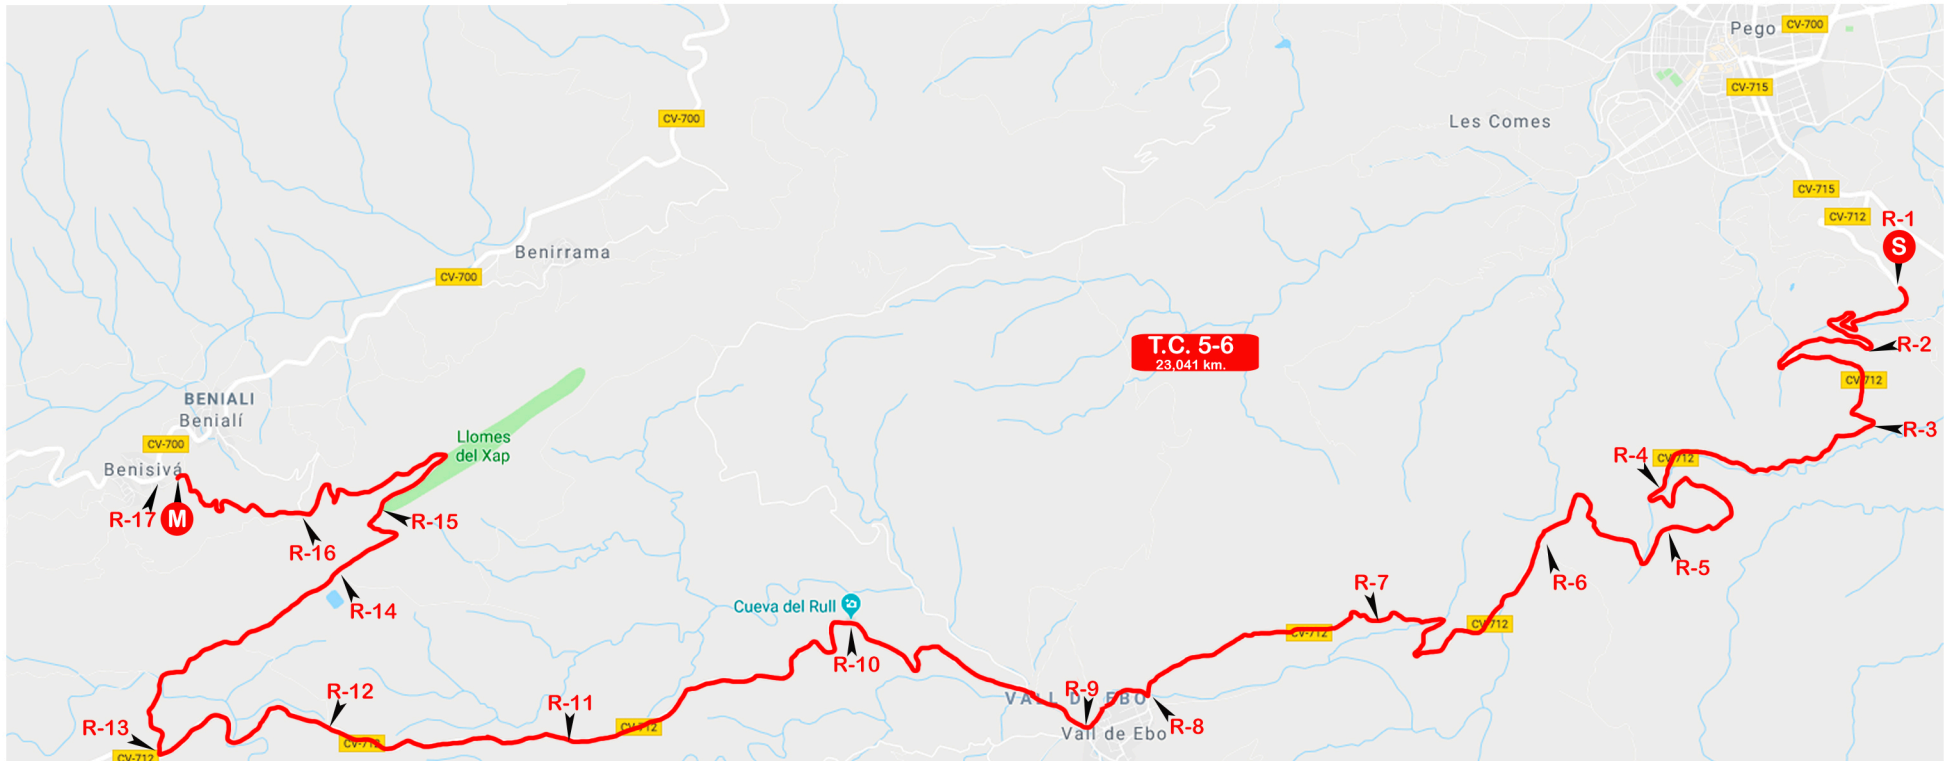 Pego
CV-700
CV-715
CV-700
Les Comes
CV-715
CV-712
R-1
S
Benirrama
CV-700
T.C. 5-6
23,041 km.
R-2
CV-712
BENIALI
Benialí
R-3
CV-700
Llomes
del Xap
Benisivá
R-4
CV-712
R-17
M
R-15
R-16
R-5
R-6
R-7
R-14
Cueva del Rull
CV-712
CV-712
R-10
R-12
R-9
VALL DE EBO
R-11
R-8
R-13
CV-712
CV-712
Vall de Ebo
CV-712